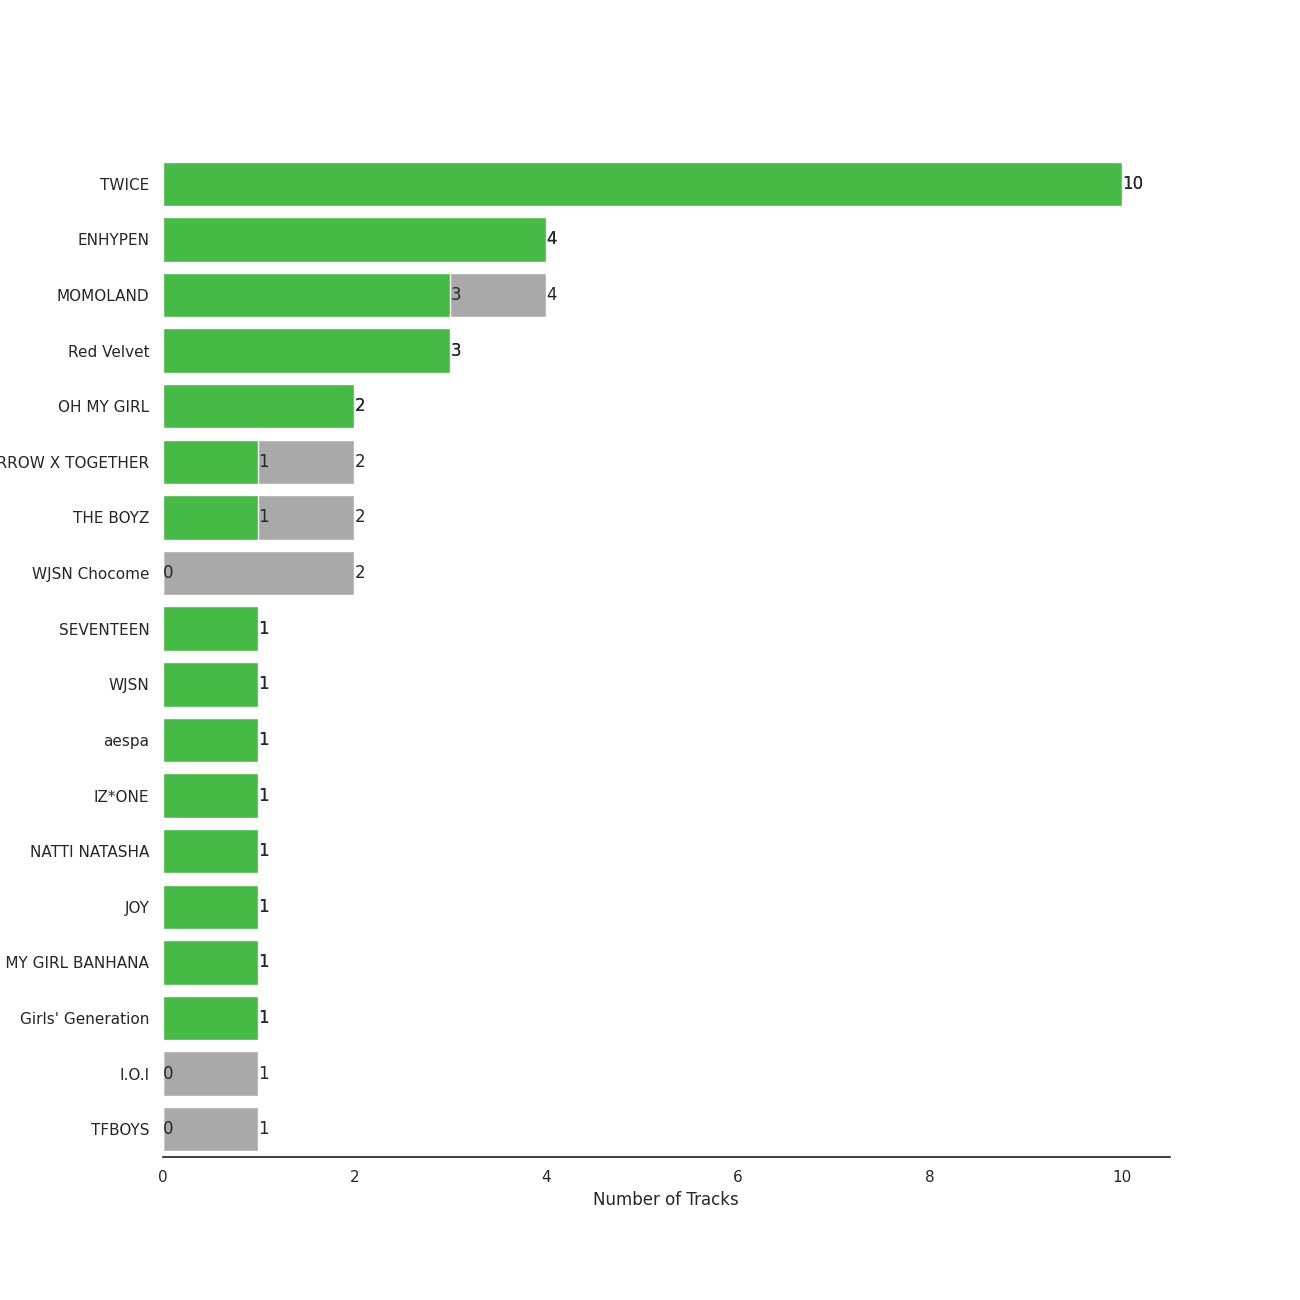 TWICE 10
ENHYPEN 4
MOMOLAND 3 4
Red Velvet 3
OH MY GIRL 2
RROW X TOGETHER 1 2
THE BOYZ 1 2
WJSN Chocome 0 2
SEVENTEEN 1
WJSN 1
aespa 1
IZ*ONE 1
NATTI NATASHA 1
JOY 1
MY GIRL BANHANA 1
Girls' Generation 1
I.O.I 0 1
TFBOYS 0 1
0 2 4 6 8 10
Number of Tracks